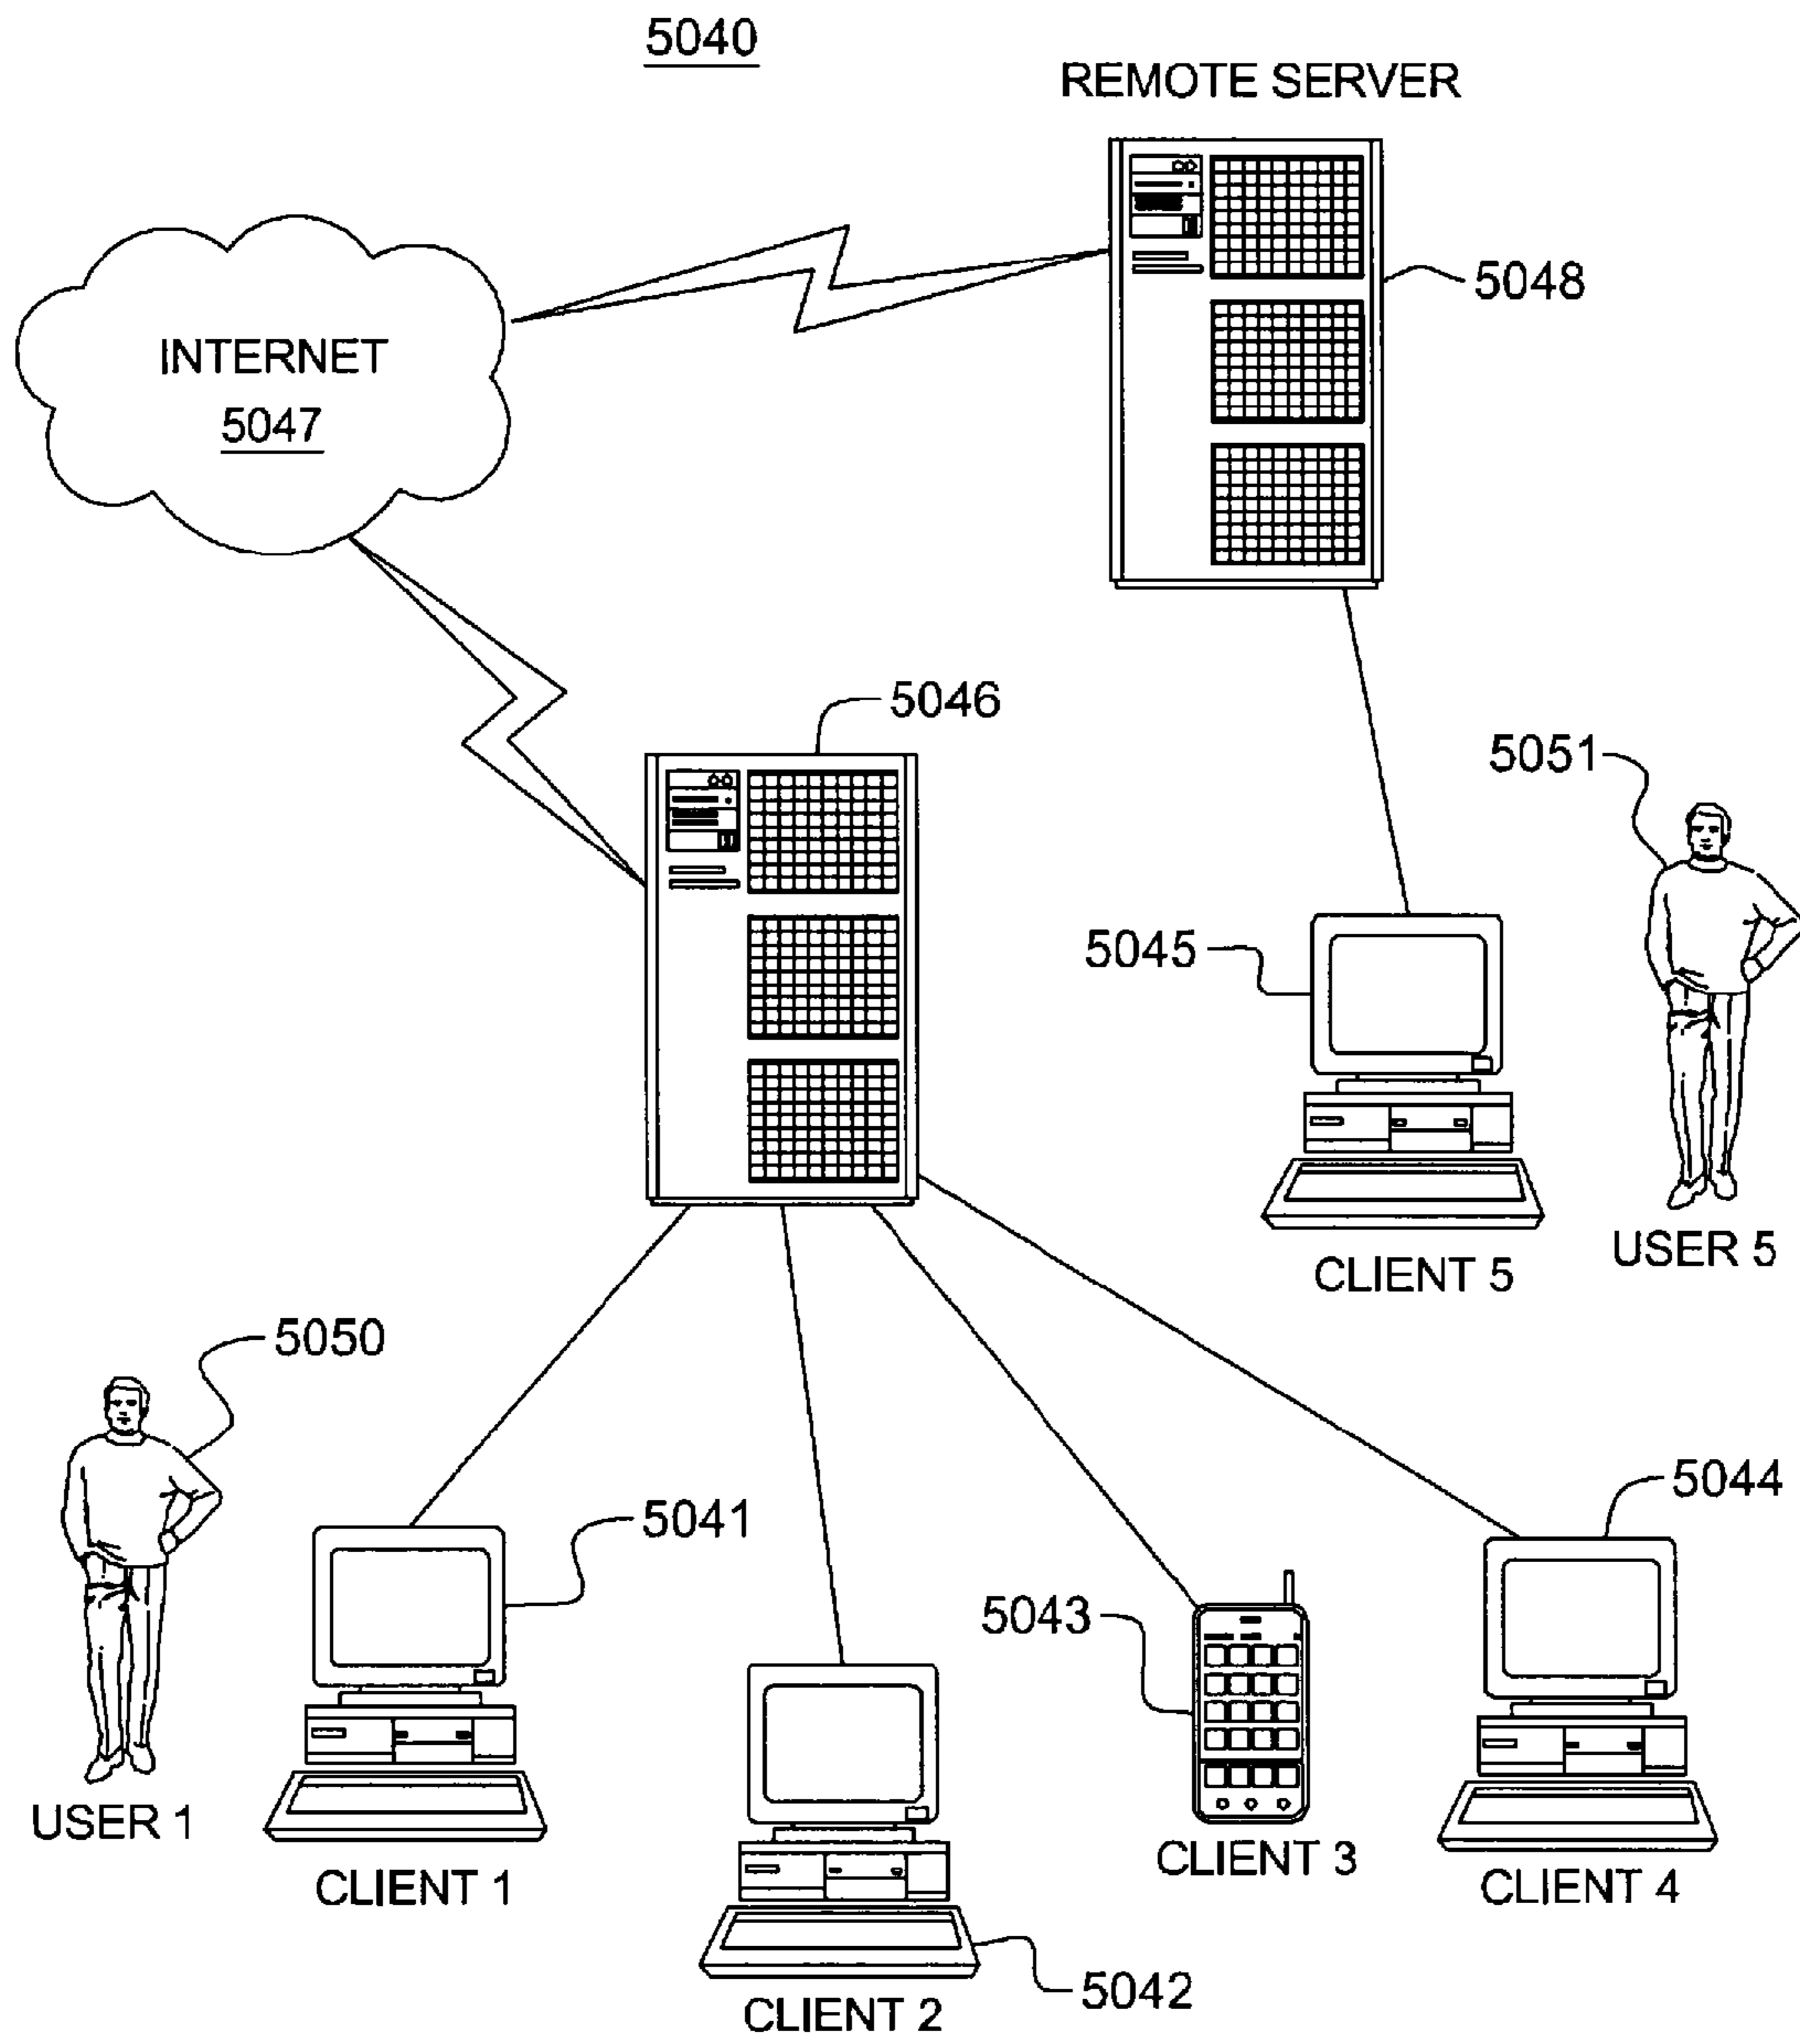 5040
REMOTE SERVER
5048
INTERNET
5047
5046
5051
5045
USER 5
CLIENT 5
5050
5044
5041
5043
USER 1
CLIENT 3
CLIENT 1
CLIENT 4
5042
CLIENT 2